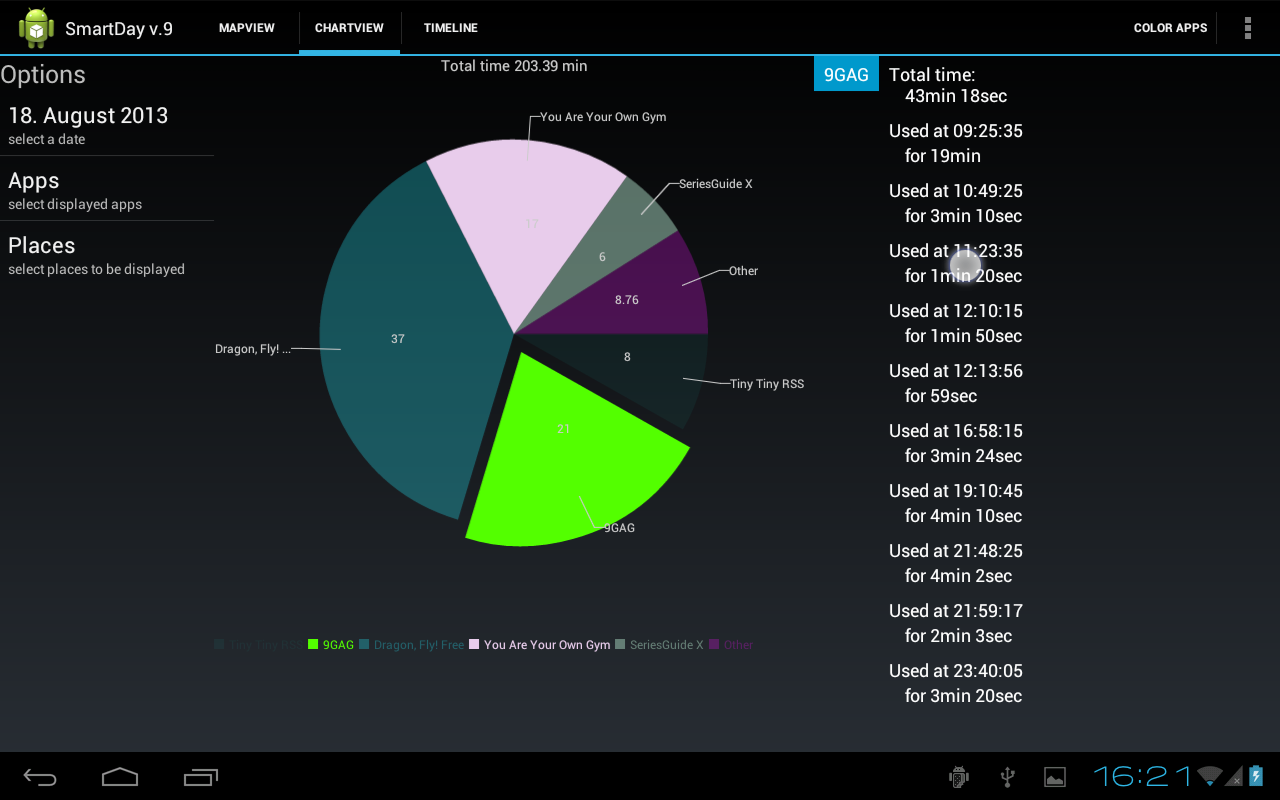 SmartDay v.9
MAPVIEW
CHARTVIEW
TIMELINE
COLOR APPS
Options
18. August 2013
select a date
Apps
select displayed apps
Places
select places to be displayed
Total time 203.39 min
You Are Your Own Gym
SeriesGuide X
Other
Tiny Tiny RSS
9GAG
Dragon, Fly! ...
17
6
8.76
8
21
37
Tiny Tiny RSS 9GAG Dragon, Fly! Free You Are Your Own Gym SeriesGuide X Other
9GAG
Total time:
43min 18sec
Used at 09:25:35
for 19min
Used at 10:49:25
for 3min 10sec
Used at 11:23:35
for 1min 20sec
Used at 12:10:15
for 1min 50sec
Used at 12:13:56
for 59sec
Used at 16:58:15
for 3min 24sec
Used at 19:10:45
for 4min 10sec
Used at 21:48:25
for 4min 2sec
Used at 21:59:17
for 2min 3sec
Used at 23:40:05
for 3min 20sec
16:21